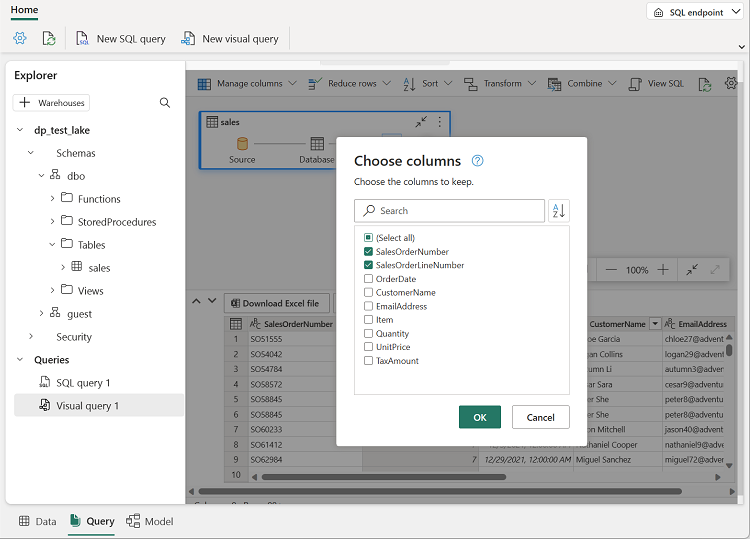 Home
SQL endpoint
New SQL query
New visual query
Explorer
+ Warehouses
dp_test_lake
Schemas
dbo
Functions
StoredProcedures
Tables
sales
Views
guest
Security
Queries
SQL query 1
Visual query 1
Manage columns
Reduce rows
Sort
Transform
Combine
View SQL
sales
Source
Database
Choose columns
Choose the columns to keep.
Search
(Select all)
SalesOrderNumber
SalesOrderLineNumber
OrderDate
CustomerName
EmailAddress
Item
Quantity
UnitPrice
TaxAmount
OK
Cancel
100%
Download Excel file
SalesOrderNumber CustomerName EmailAddress
1 SO51555 oe Garcia chloe27@advent
2 SO54042 an Collins logan29@advent
3 SO54784 umn Li autumn3@advent
4 SO58572 ar Sara cesar9@adventu
5 SO58845 er She peter8@adventu
6 SO58845 er She peter8@adventu
7 SO60233 n Mitchell jason40@advent
8 SO61412 haniel Cooper nathaniel9@adve
9 SO62984 7 12/29/2021, 12:00:00 AM Miguel Sanchez miguel72@adve
10
Data
Query
Model